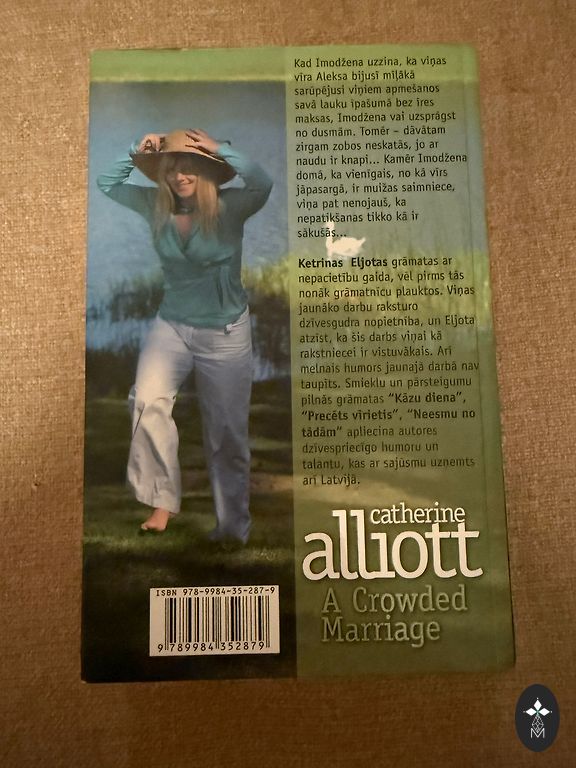 Kad Imodžena uzzina, ka viņas
vīra Aleksa bijusī mīļākā
sarūpējusi viņiem apmešanos
savā lauku īpašumā bez īres
maksas, Imodžena vai uzsprāgst
no dusmām. Tomēr – dāvātam
zirgam zobos neskatās, jo ar
naudu ir knapi... Kamēr Imodžena
domā, ka vienīgais, no kā vīrs
jāpasargā, ir muižas saimniece,
viņa pat nenojauš, ka
nepatikšanas tikko kā ir
sākušās...
Ketrinas Eljotas grāmatas ar
nepacietību gaida, vēl pirms tās
nonāk grāmatnīcu plauktos. Viņas
jaunāko darbu raksturo
dzīvesgudra nopietnība, un Eljota
atzīst, ka šis darbs viņai kā
rakstniecei ir vistuvākais. Arī
melnais humors jaunajā darbā nav
taupīts. Smieklu un pārsteigumu
pilnās grāmatas "Kāzu diena",
"Precēts vīrietis", "Neesmu no
tādām" apliecina autores
dzīvespriecīgo humoru un
talantu, kas ar sajūsmu uzņemts
arī Latvijā.
catherine
alliott
A Crowded
Marriage
ISBN 978-9984-35-287-9
9 789984 352879
M